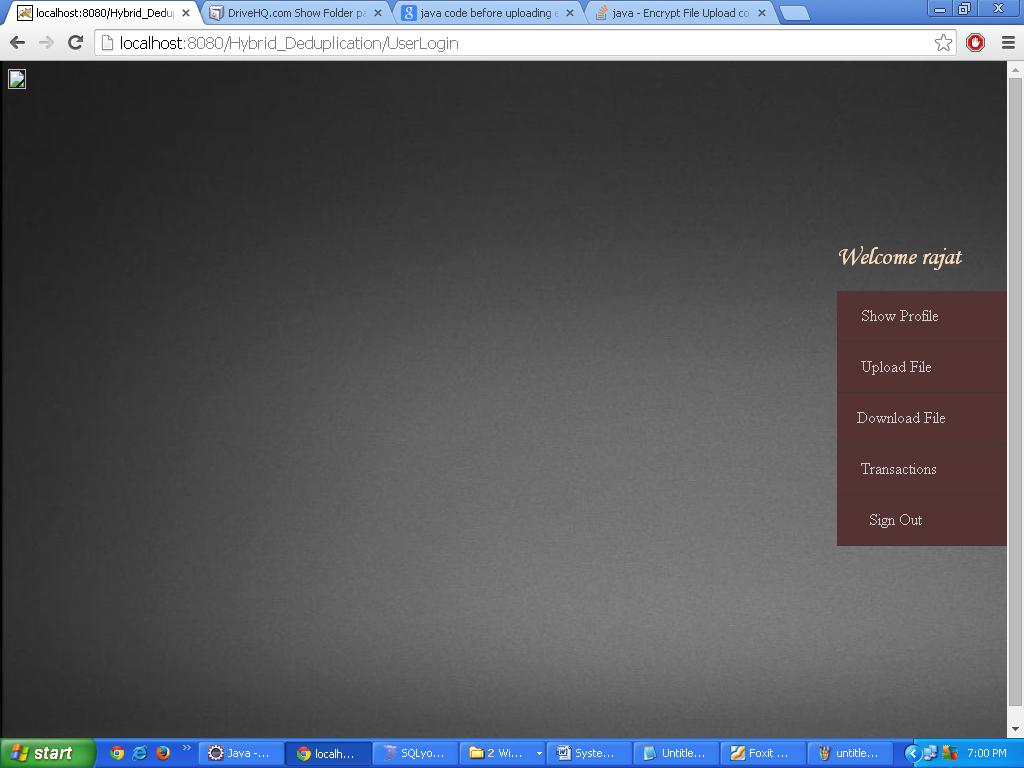 localhost:8080/Hybrid_Dedup
DriveHQ.com Show Folder pa
java code before uploading e
java - Encrypt File Upload co
localhost:8080/Hybrid_Deduplication/UserLogin
Welcome rajat
Show Profile
Upload File
Download File
Transactions
Sign Out
start
Java -...
localh...
SQLyo...
2 Wi...
Syste...
Untitle...
Foxit ...
untitle...
7:00 PM